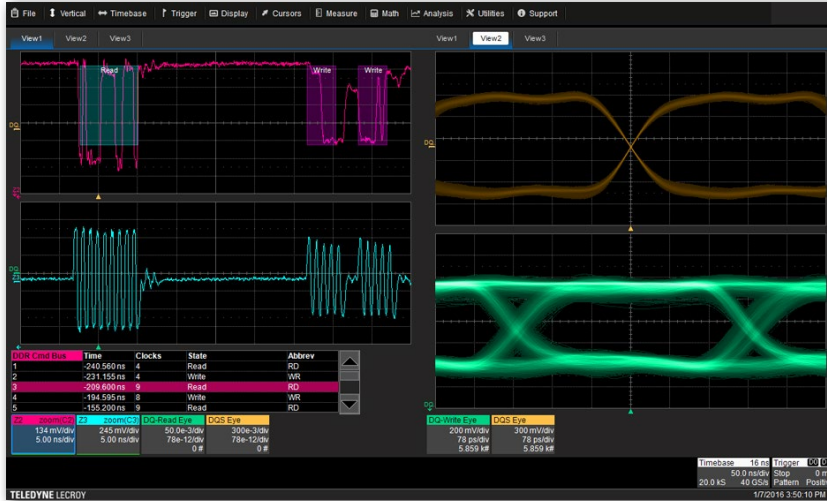 File Vertical Timebase Trigger Display Cursors Measure Math Analysis Utilities Support
View1 View2 View3
View1 View2 View3
Read
Write
Write
DDR Cmd Bus Time Clocks State Abbrev
1 -240.560 ns 4 Read RD
2 -231.155 ns 4 Write WR
3 -209.600 ns 9 Read RD
4 -194.595 ns 8 Write WR
5 -155.200 ns 9 Read RD
Z2 zoom(C2) Z3 zoom(C3) DQ-Read Eye DQS Eye
134 mV/div 245 mV/div 50.0e-3/div 300e-3/div
5.00 ns/div 5.00 ns/div 78e-12/div 78e-12/div
0 # 0 #
DQ-Write Eye DQS Eye
200 mV/div 300 mV/div
78 ps/div 78 ps/div
5.859 k# 5.859 k#
Timebase 16 ns Trigger
50.0 ns/div Stop
20.0 kS 40 GS/s Pattern
TELEDYNE LECROY
1/7/2016 3:50:10 PM